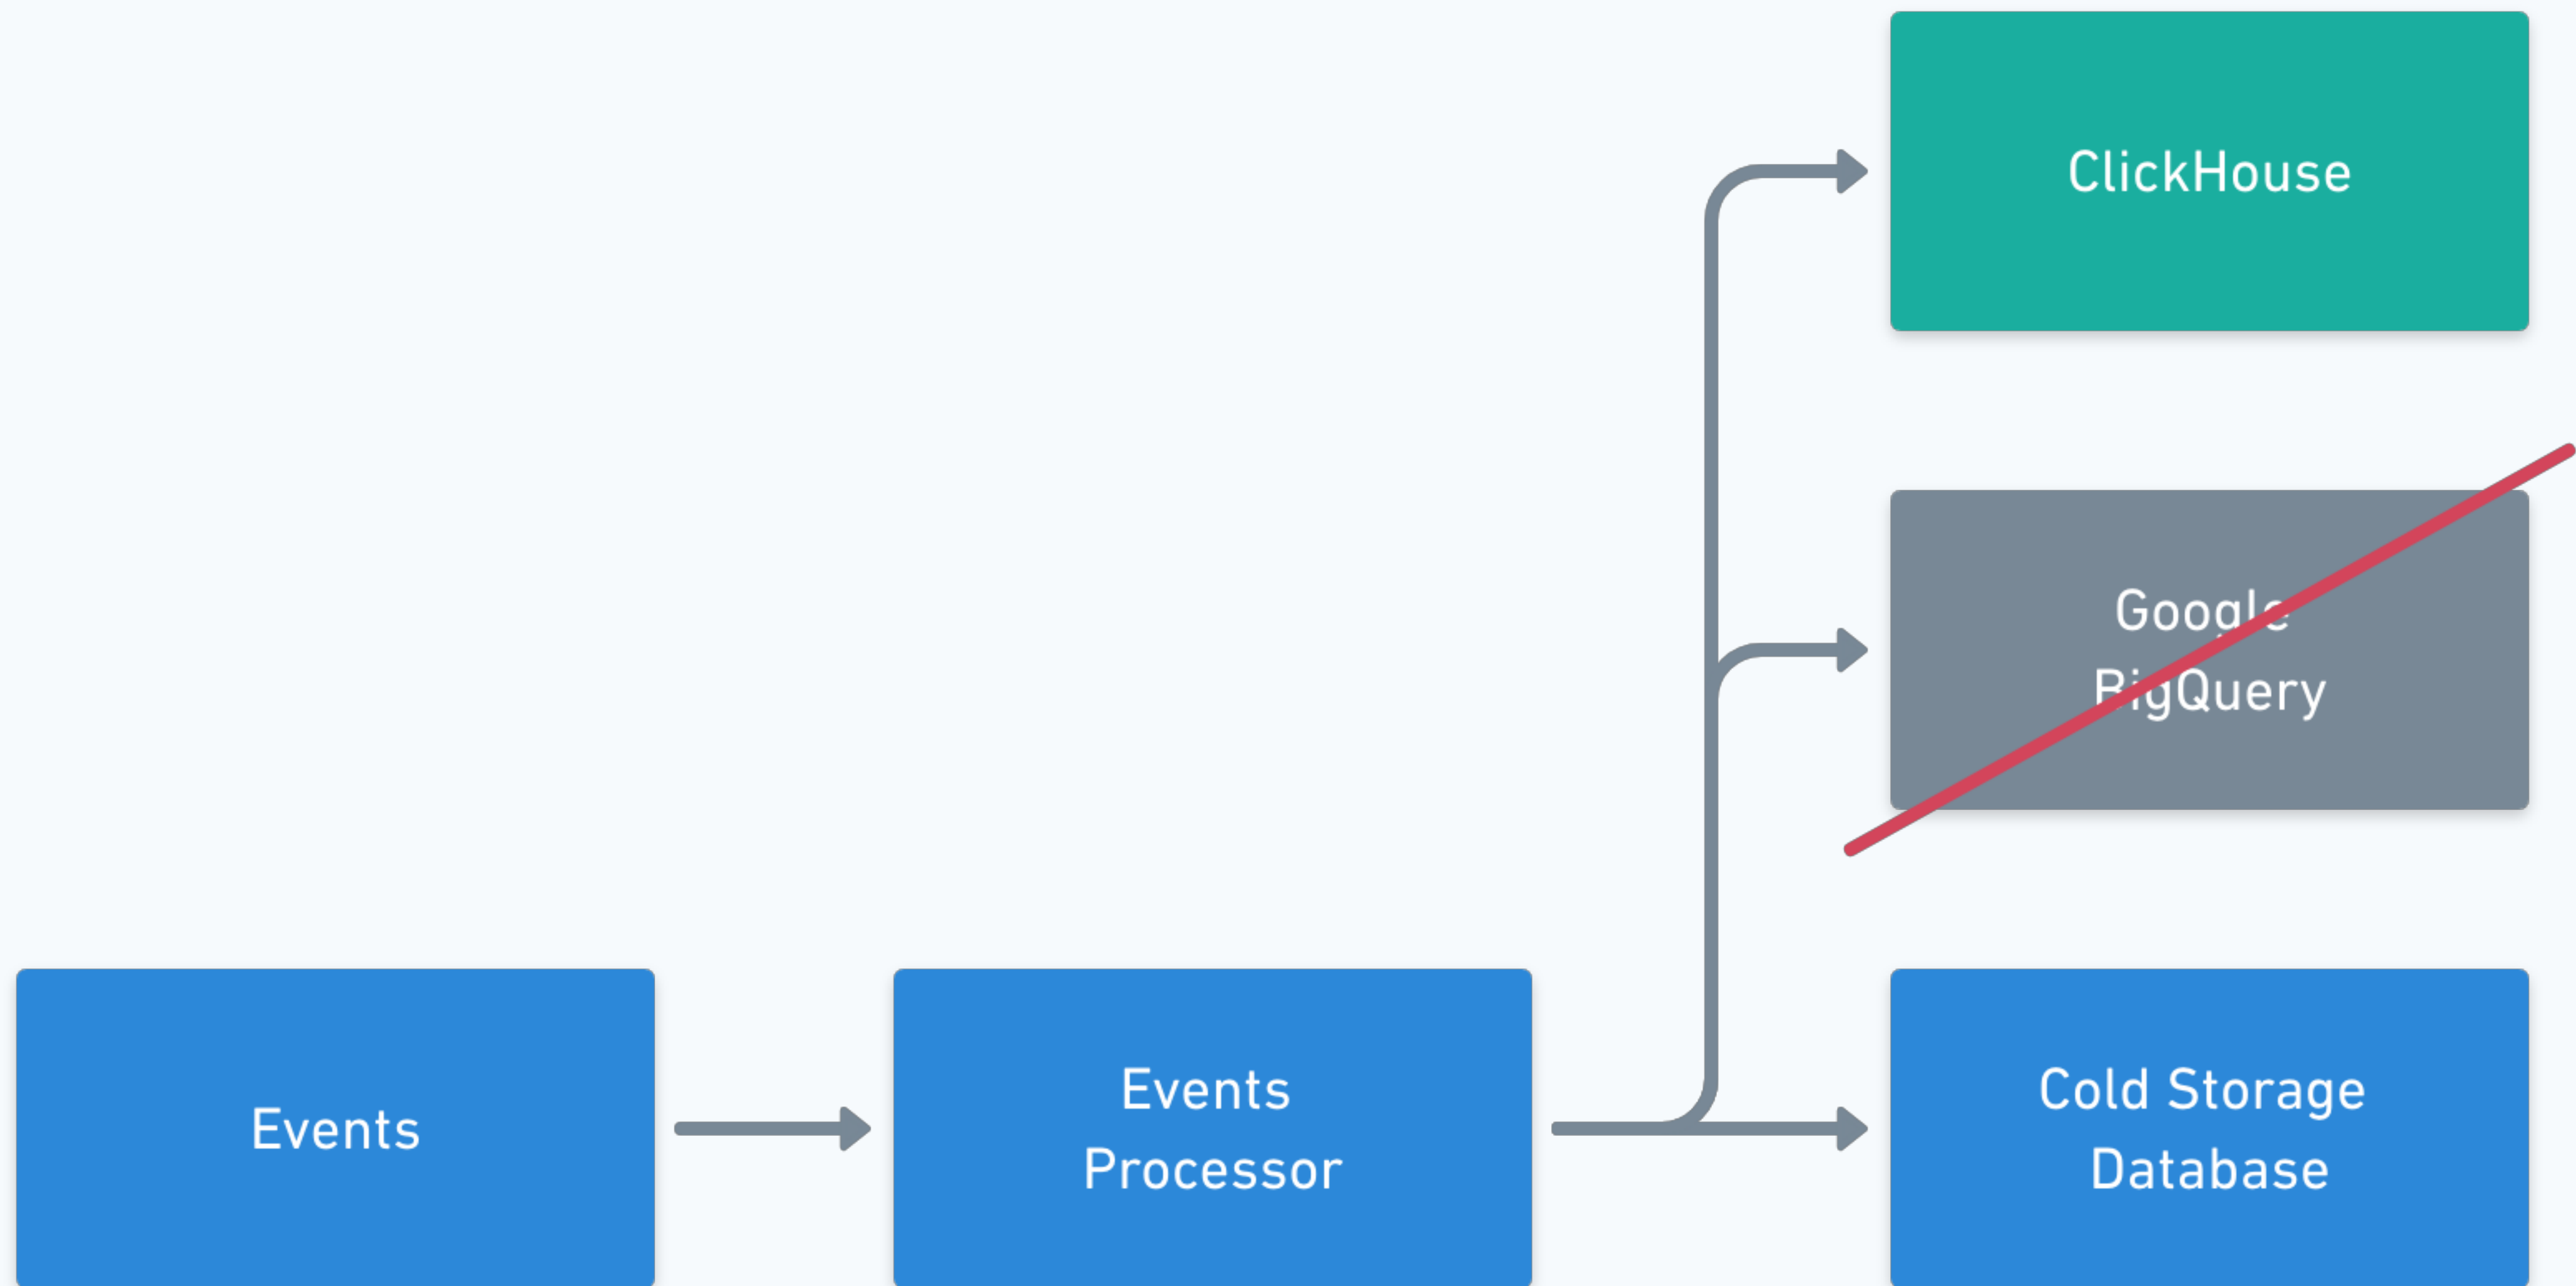 ClickHouse
Google
BigQuery
Events
Events
Processor
Cold Storage
Database